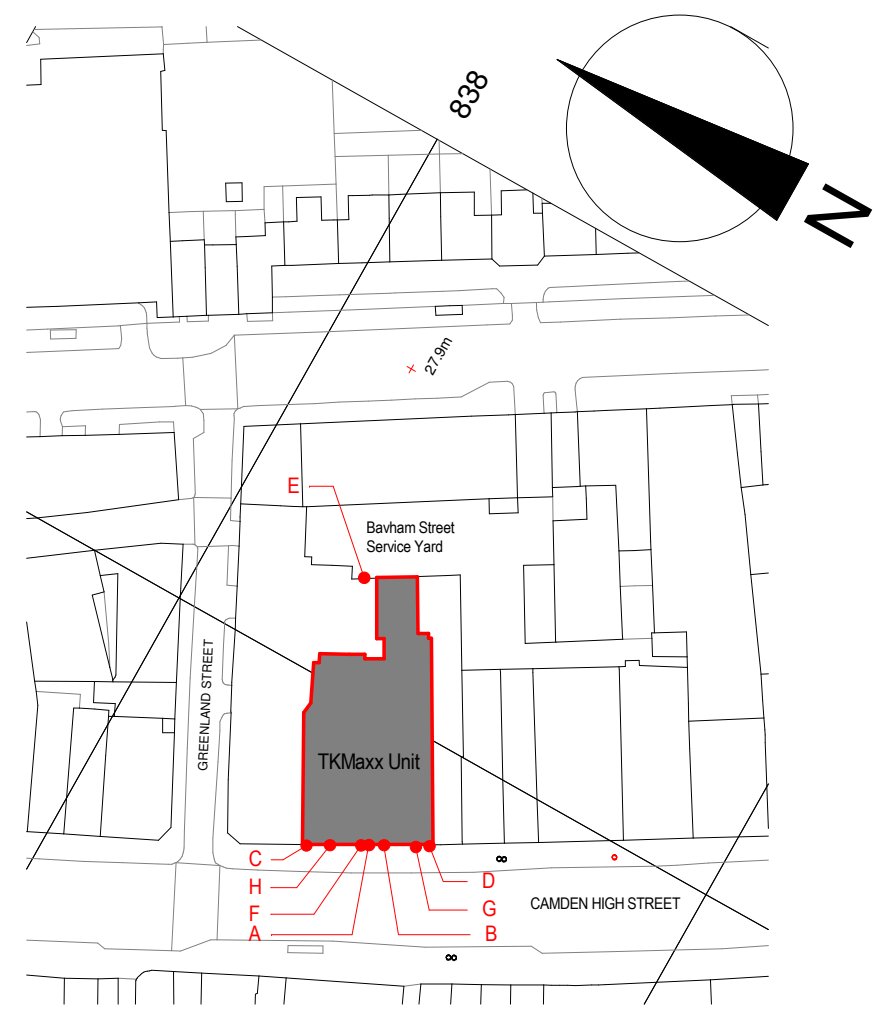 838
N
27.9m
E
Bavham Street
Service Yard
GREENLAND STREET
TKMaxx Unit
C
H
F
A
D
G
B
CAMDEN HIGH STREET